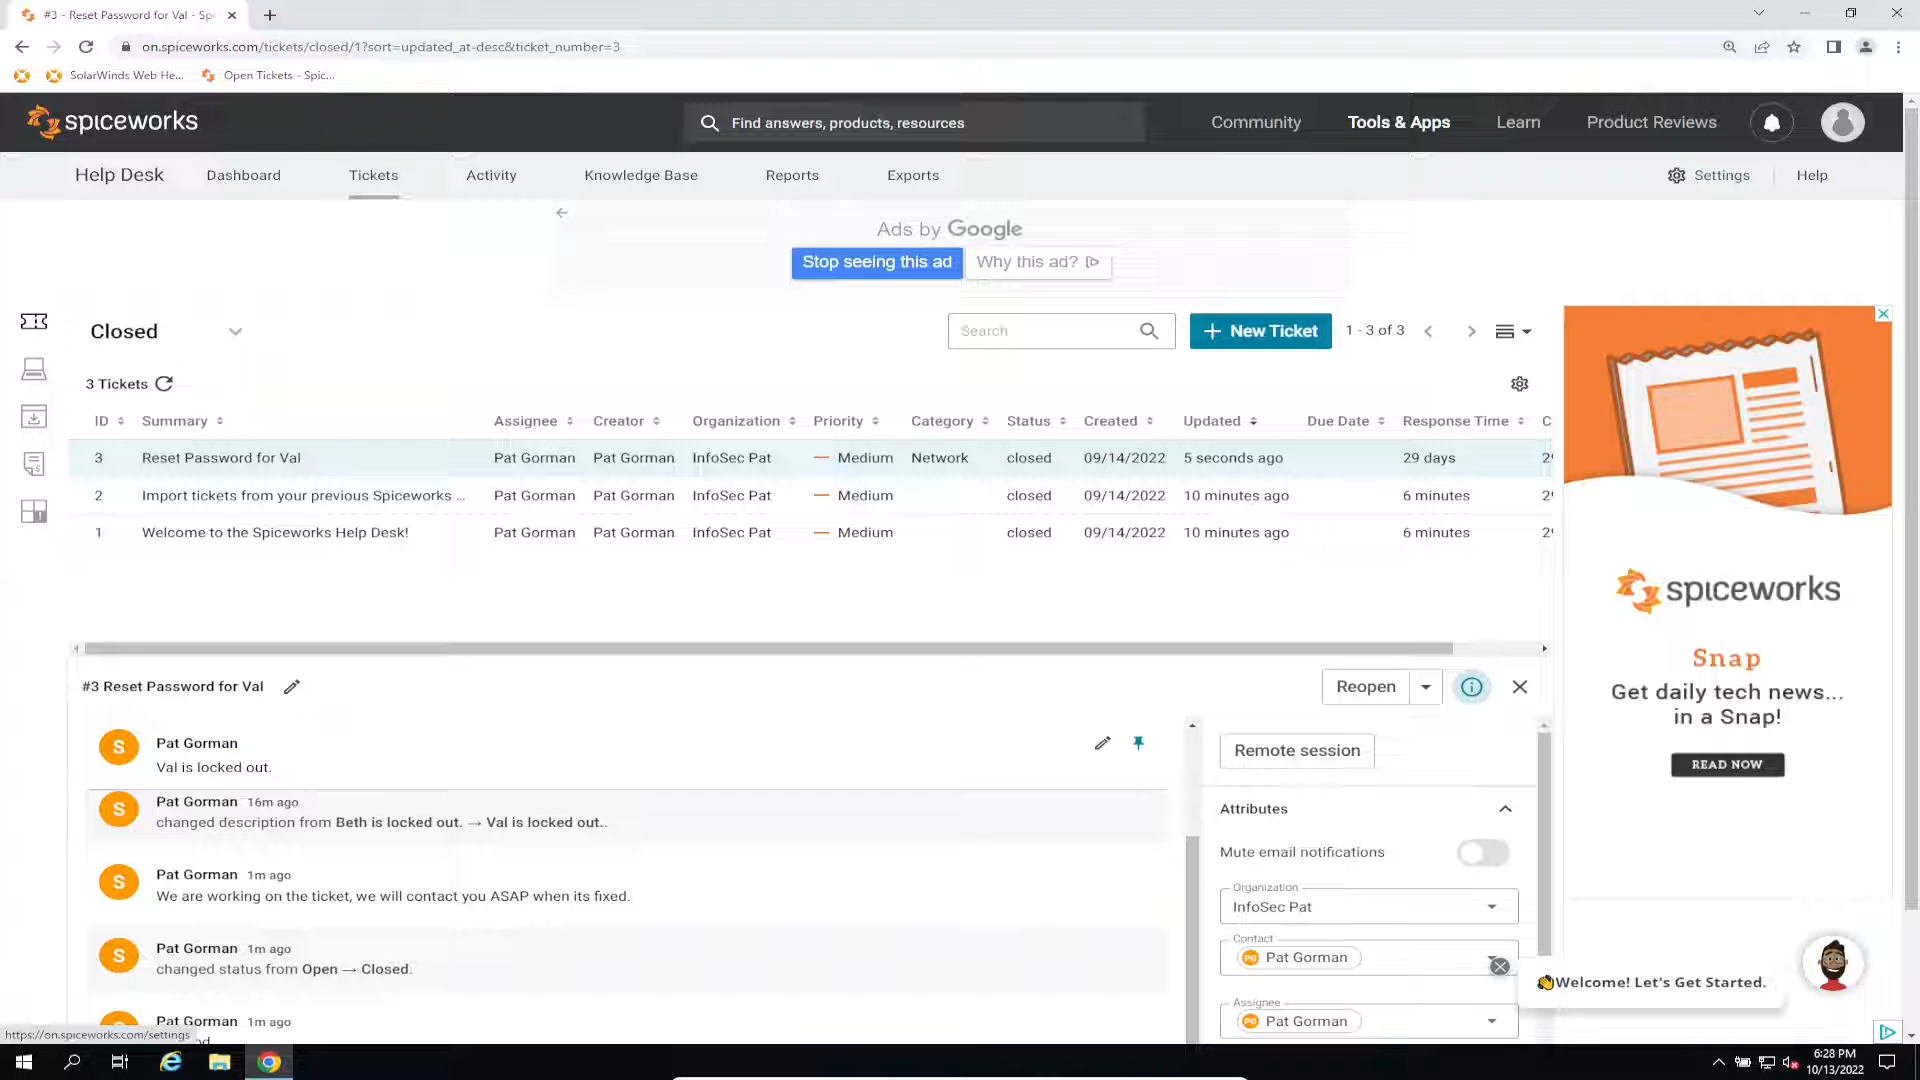 #3 - Reset Password for Val - Sp
on.spiceworks.com/tickets/closed/1?sort=updated_at-desc&ticket_number=3
SolarWinds Web He...
Open Tickets - Spic...
spiceworks
Find answers, products, resources
Community
Tools & Apps
Learn
Product Reviews
Help Desk
Dashboard
Tickets
Activity
Knowledge Base
Reports
Exports
Settings
Help
Ads by Google
Stop seeing this ad
Why this ad?
Closed
Search
+ New Ticket
1 - 3 of 3
3 Tickets
ID Summary Assignee Creator Organization Priority Category Status Created Updated Due Date Response Time C
3 Reset Password for Val Pat Gorman Pat Gorman InfoSec Pat Medium Network closed 09/14/2022 5 seconds ago 29 days 29
2 Import tickets from your previous Spiceworks ... Pat Gorman Pat Gorman InfoSec Pat Medium closed 09/14/2022 10 minutes ago 6 minutes 29
1 Welcome to the Spiceworks Help Desk! Pat Gorman Pat Gorman InfoSec Pat Medium closed 09/14/2022 10 minutes ago 6 minutes 29
#3 Reset Password for Val
Reopen
S
Pat Gorman
Val is locked out.
S
Pat Gorman 16m ago
changed description from Beth is locked out. → Val is locked out..
S
Pat Gorman 1m ago
We are working on the ticket, we will contact you ASAP when its fixed.
S
Pat Gorman 1m ago
changed status from Open → Closed.
Pat Gorman 1m ago
https://on.spiceworks.com/settings
Remote session
Attributes
Mute email notifications
Organization
InfoSec Pat
Contact
PG Pat Gorman
Assignee
PG Pat Gorman
spiceworks
Snap
Get daily tech news...
in a Snap!
READ NOW
👋Welcome! Let's Get Started.
6:28 PM
10/13/2022